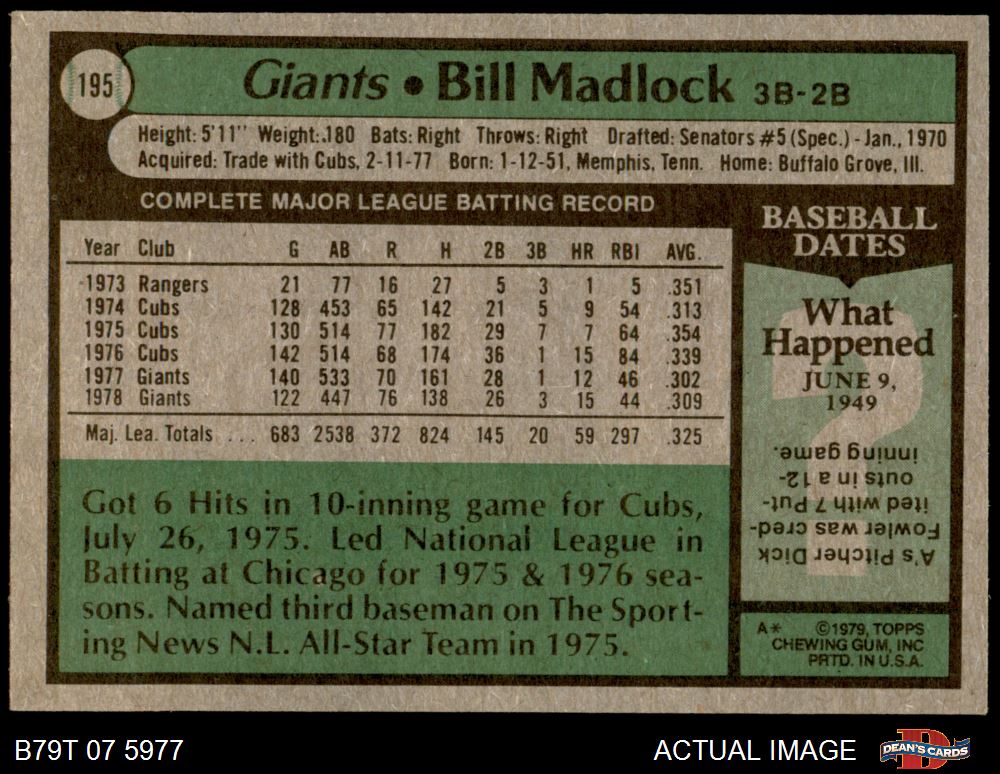 195
Giants • Bill Madlock 3B-2B
Height: 5'11" Weight: 180 Bats: Right Throws: Right Drafted: Senators #5 (Spec.) - Jan., 1970
Acquired: Trade with Cubs, 2-11-77 Born: 1-12-51, Memphis, Tenn. Home: Buffalo Grove, Ill.
COMPLETE MAJOR LEAGUE BATTING RECORD
Year Club G AB R H 2B 3B HR RBI AVG.
1973 Rangers 21 77 16 27 5 3 1 5 .351
1974 Cubs 128 453 65 142 21 5 9 54 .313
1975 Cubs 130 514 77 182 29 7 7 64 .354
1976 Cubs 142 514 68 174 36 1 15 84 .339
1977 Giants 140 533 70 161 28 1 12 46 .302
1978 Giants 122 447 76 138 26 3 15 44 .309
Maj. Lea. Totals ... 683 2538 372 824 145 20 59 297 .325
Got 6 Hits in 10-inning game for Cubs,
July 26, 1975. Led National League in
Batting at Chicago for 1975 & 1976 sea-
sons. Named third baseman on The Sport-
ing News N.L. All-Star Team in 1975.
BASEBALL
DATES
What
Happened
JUNE 9,
1949
?
A's Pitcher Dick
Fowler was cred-
ited with 7 Put-
outs in a 12-
inning game.
A* ©1979, TOPPS
CHEWING GUM, INC
PRTD. IN U.S.A.
B79T 07 5977
ACTUAL IMAGE
DEAN'S CARDS